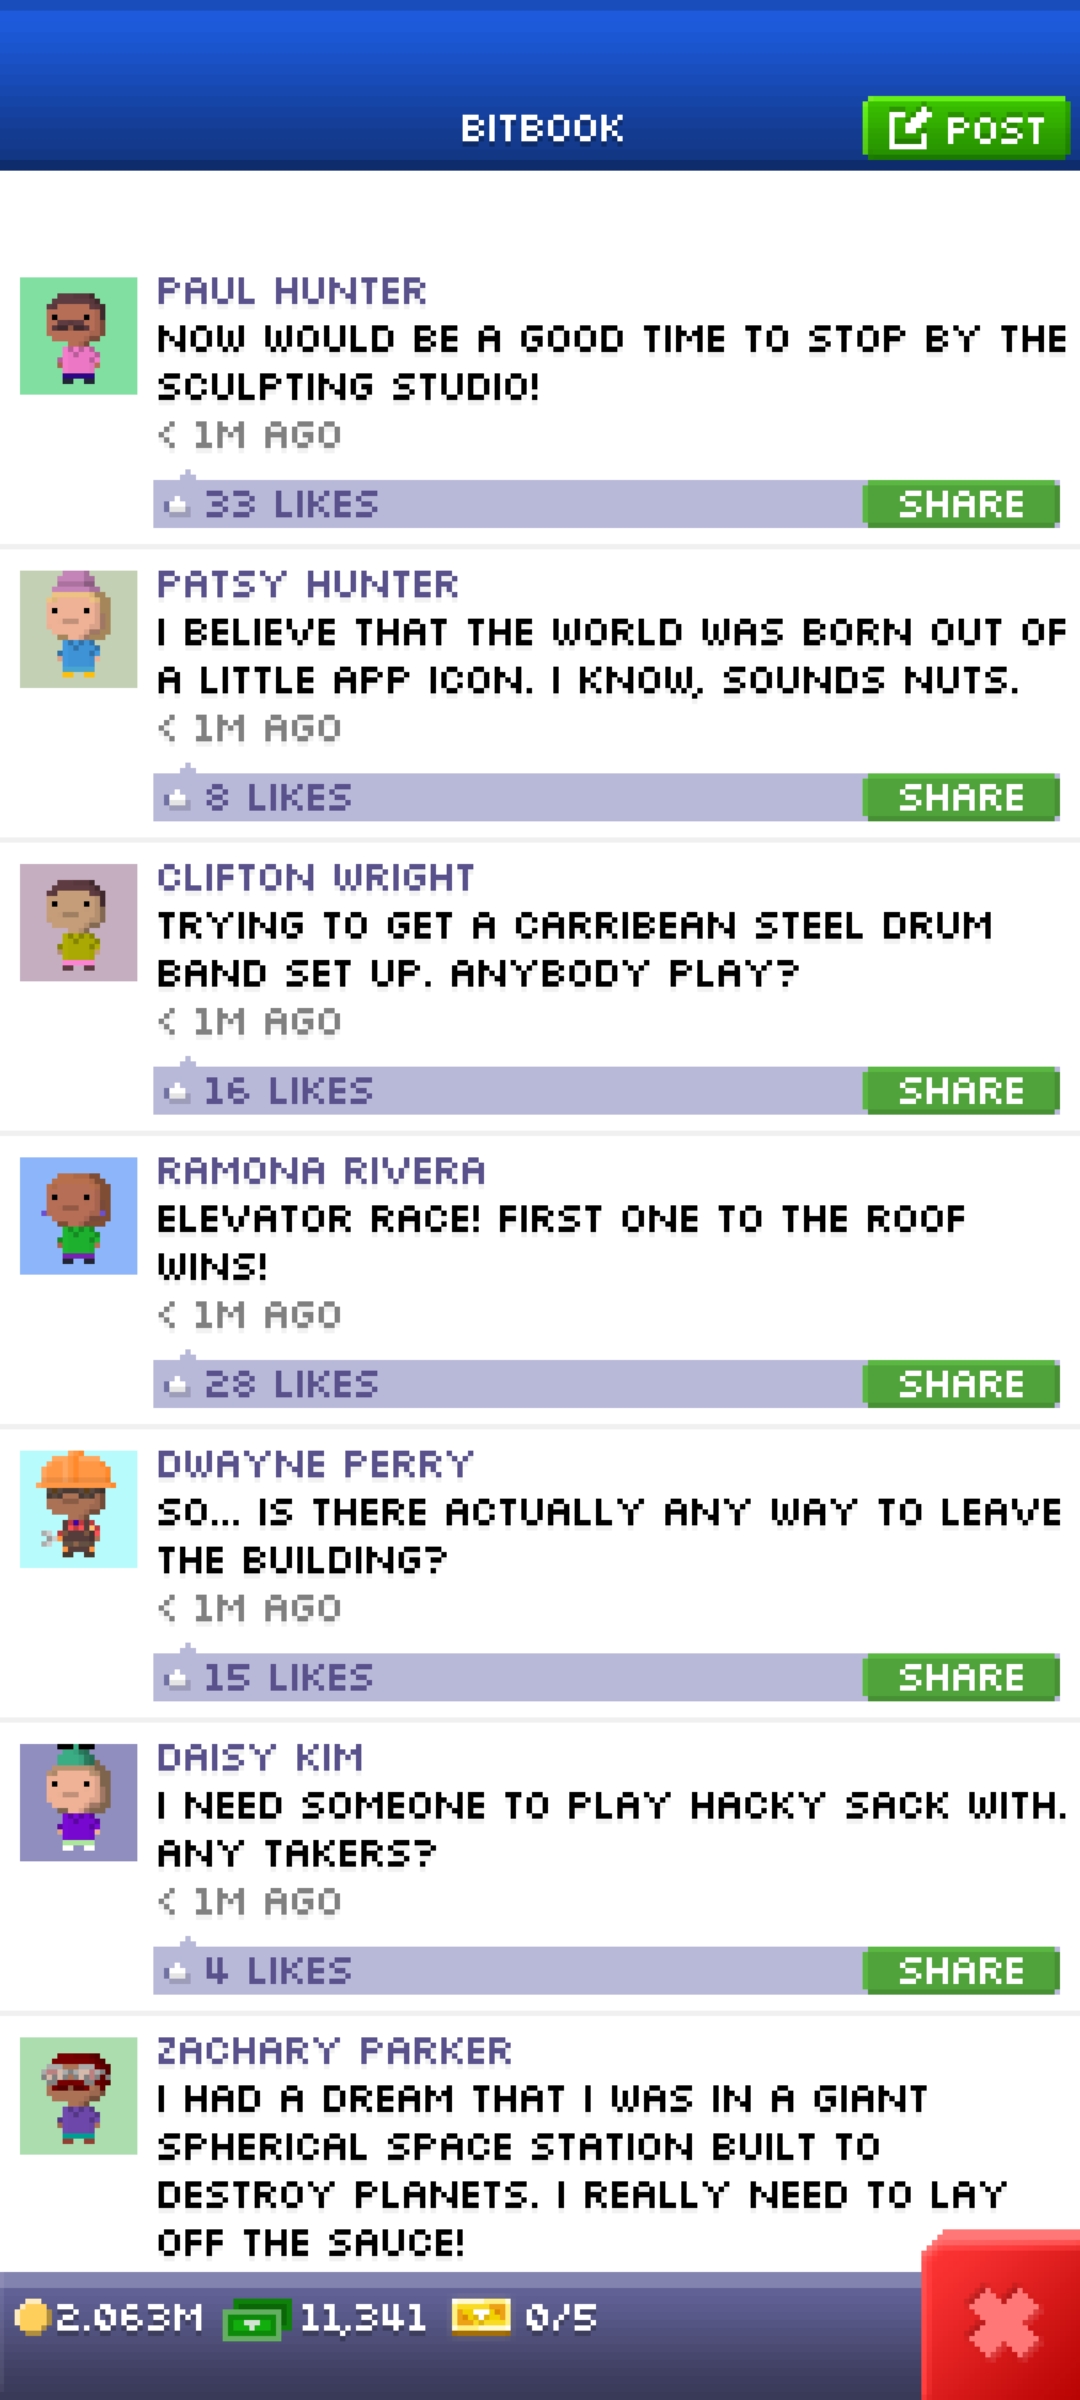 BITBOOK
POST
PAUL HUNTER
NOW WOULD BE A GOOD TIME TO STOP BY THE
SCULPTING STUDIO!
< 1M AGO
33 LIKES
SHARE
PATSY HUNTER
I BELIEVE THAT THE WORLD WAS BORN OUT OF
A LITTLE APP ICON. I KNOW, SOUNDS NUTS.
< 1M AGO
8 LIKES
SHARE
CLIFTON WRIGHT
TRYING TO GET A CARRIBEAN STEEL DRUM
BAND SET UP. ANYBODY PLAY?
< 1M AGO
16 LIKES
SHARE
RAMONA RIVERA
ELEVATOR RACE! FIRST ONE TO THE ROOF
WINS!
< 1M AGO
28 LIKES
SHARE
DWAYNE PERRY
SO... IS THERE ACTUALLY ANY WAY TO LEAVE
THE BUILDING?
< 1M AGO
15 LIKES
SHARE
DAISY KIM
I NEED SOMEONE TO PLAY HACKY SACK WITH.
ANY TAKERS?
< 1M AGO
4 LIKES
SHARE
ZACHARY PARKER
I HAD A DREAM THAT I WAS IN A GIANT
SPHERICAL SPACE STATION BUILT TO
DESTROY PLANETS. I REALLY NEED TO LAY
OFF THE SAUCE!
2.063M
11,341
0/5